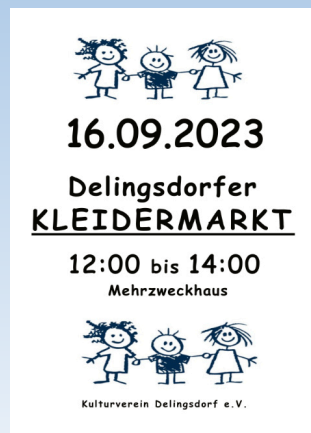 16.09.2023
Delingsdorfer
KLEIDERMARKT
12:00 bis 14:00
Mehrzweckhaus
Kulturverein Delingsdorf e.V.